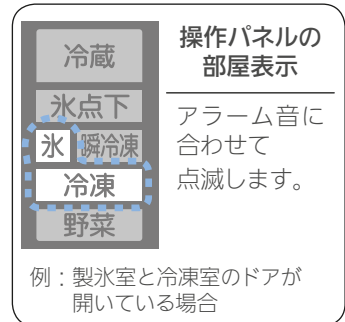 冷蔵
氷点下
氷 瞬冷凍
冷凍
野菜
操作パネルの
部屋表示
アラーム音に
合わせて
点滅します。
例：製氷室と冷凍室のドアが
開いている場合